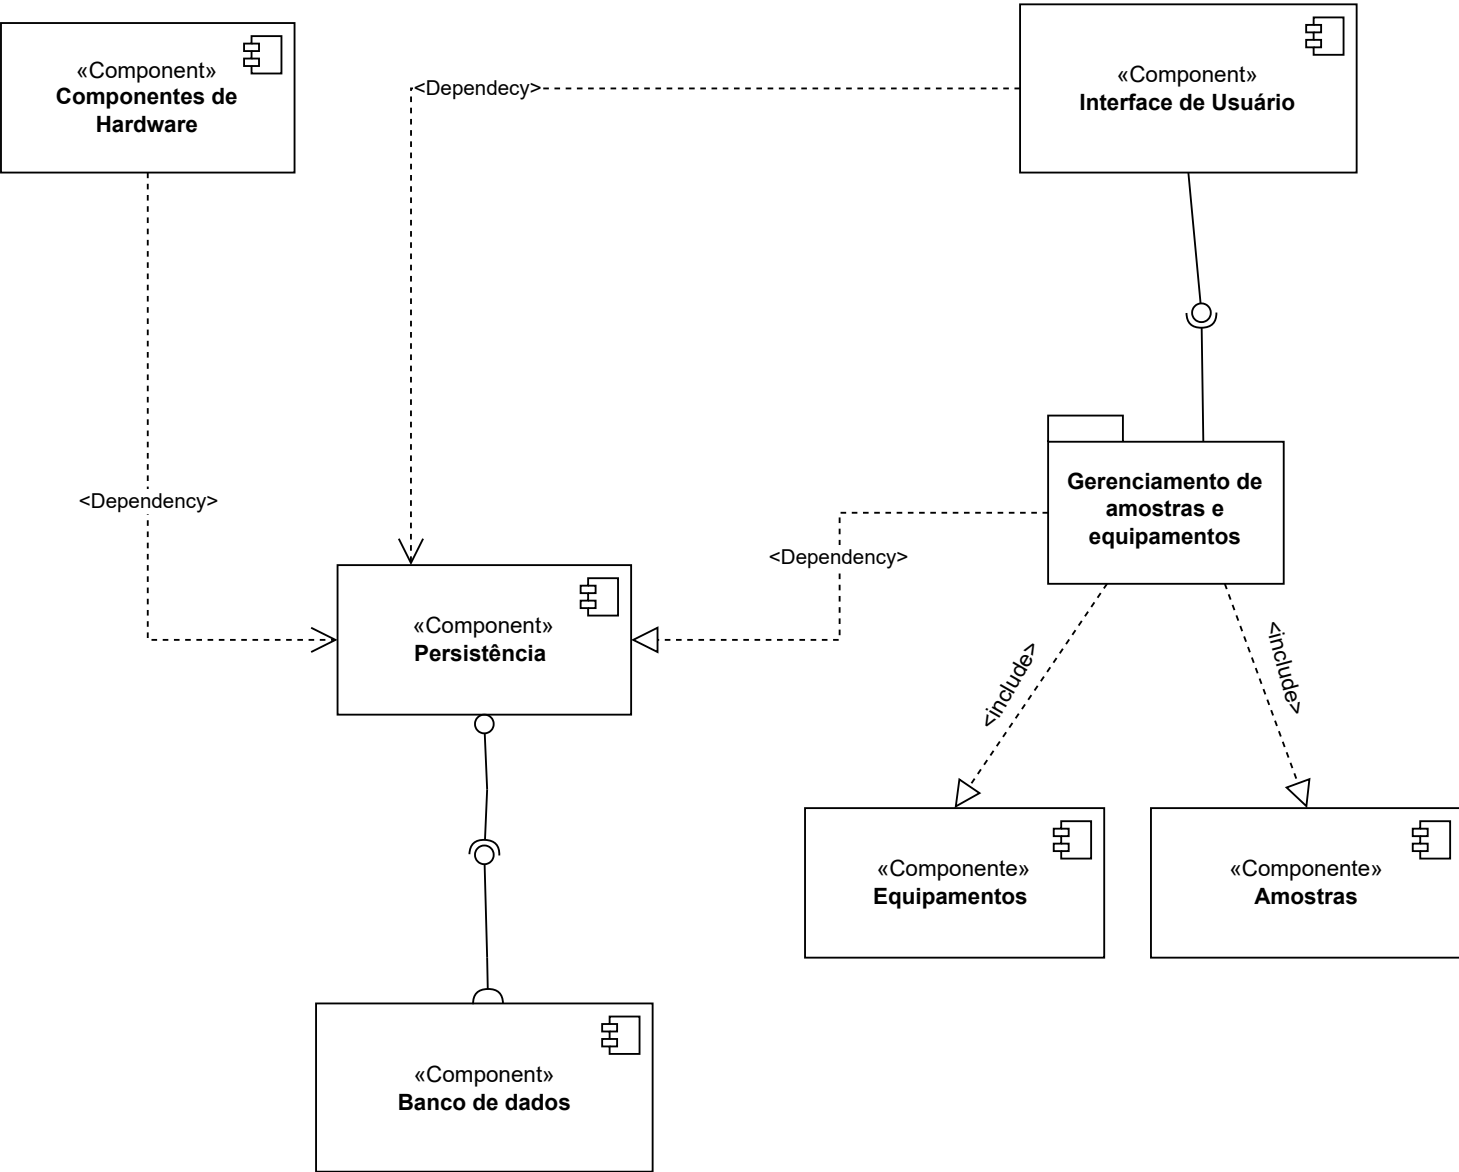 «Component»
Componentes de
Hardware
<Dependecy>
«Component»
Interface de Usuário
<Dependency>
Gerenciamento de
amostras e
equipamentos
<Dependency>
«Component»
Persistência
<include>
<include>
«Componente»
Equipamentos
«Componente»
Amostras
«Component»
Banco de dados